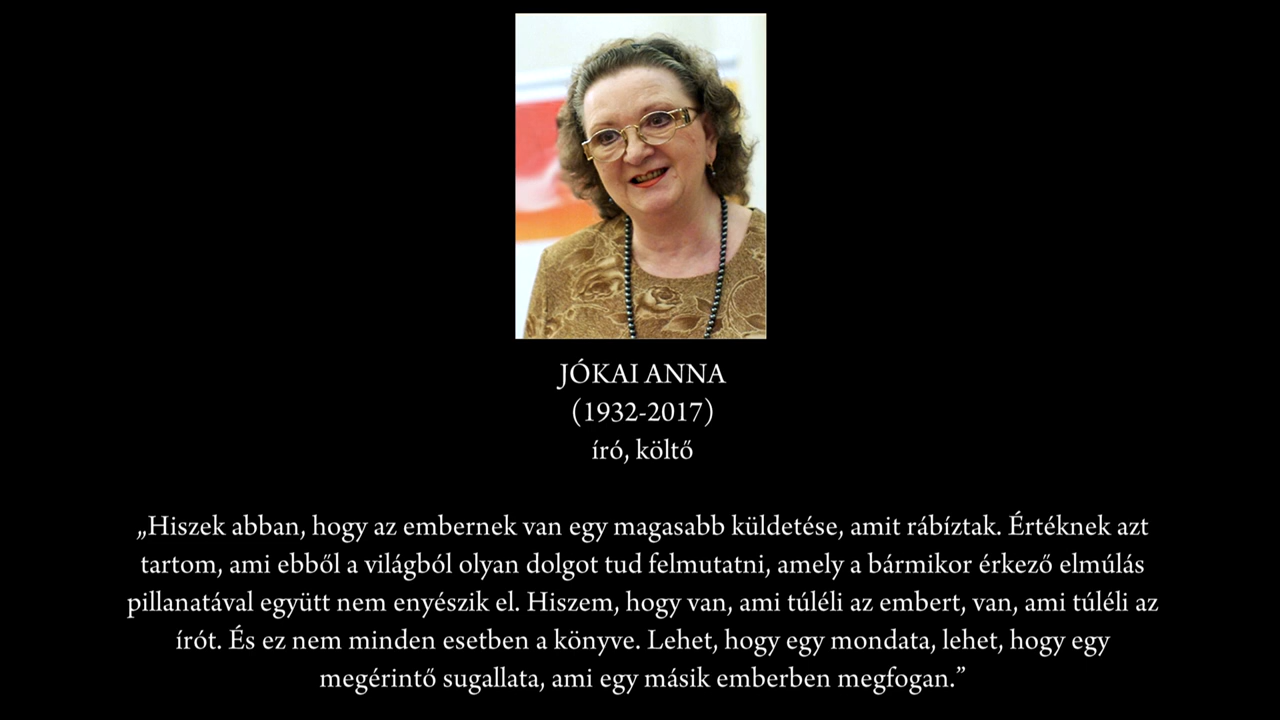 JÓKAI ANNA
(1932-2017)
író, költő
„Hiszek abban, hogy az embernek van egy magasabb küldetése, amit rábíztak. Értéknek azt
tartom, ami ebből a világból olyan dolgot tud felmutatni, amely a bármikor érkező elmúlás
pillanatával együtt nem enyészik el. Hiszem, hogy van, ami túléli az embert, van, ami túléli az
írót. És ez nem minden esetben a könyve. Lehet, hogy egy mondata, lehet, hogy egy
megérintő sugallata, ami egy másik emberben megfogan.”